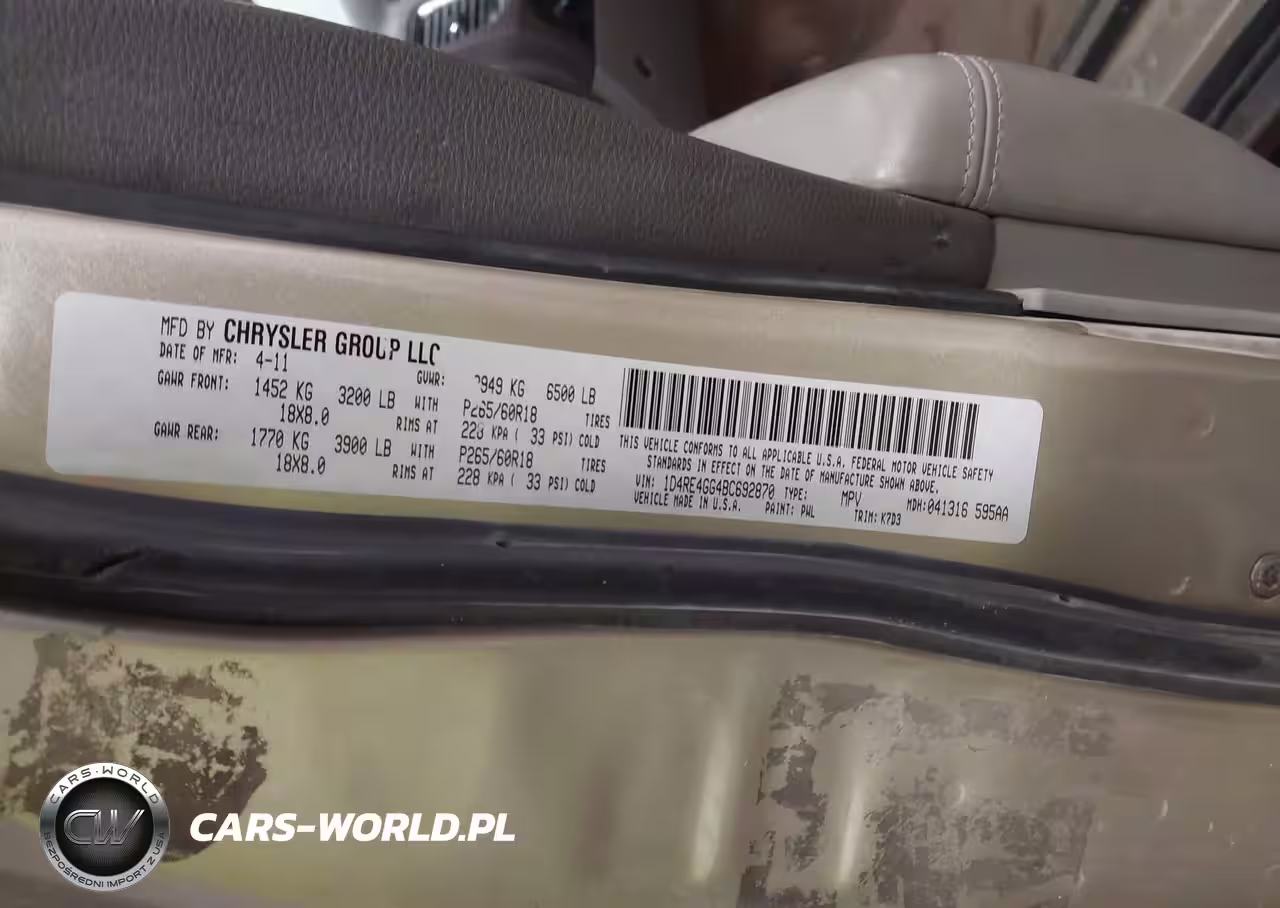 MFD BY CHRYSLER GROUP LLC
DATE OF MFR: 4-11 GVWR: 2949 KG 6500 LB
GAWR FRONT: 1452 KG 3200 LB WITH P265/60R18 TIRES
18X8.0 RIMS AT 228 KPA ( 33 PSI) COLD
GAWR REAR: 1770 KG 3900 LB WITH P265/60R18 TIRES
18X8.0 RIMS AT 228 KPA ( 33 PSI) COLD
THIS VEHICLE CONFORMS TO ALL APPLICABLE U.S.A. FEDERAL MOTOR VEHICLE SAFETY
STANDARDS IN EFFECT ON THE DATE OF MANUFACTURE SHOWN ABOVE.
VIN: 1D4RE4GG4BC692870 TYPE: MPV MDH:041316 595AA
VEHICLE MADE IN U.S.A. PAINT: PWL TRIM: K7D3
CARS-WORLD
CW
BEZPOŚREDNI IMPORT Z USA
CARS-WORLD.PL